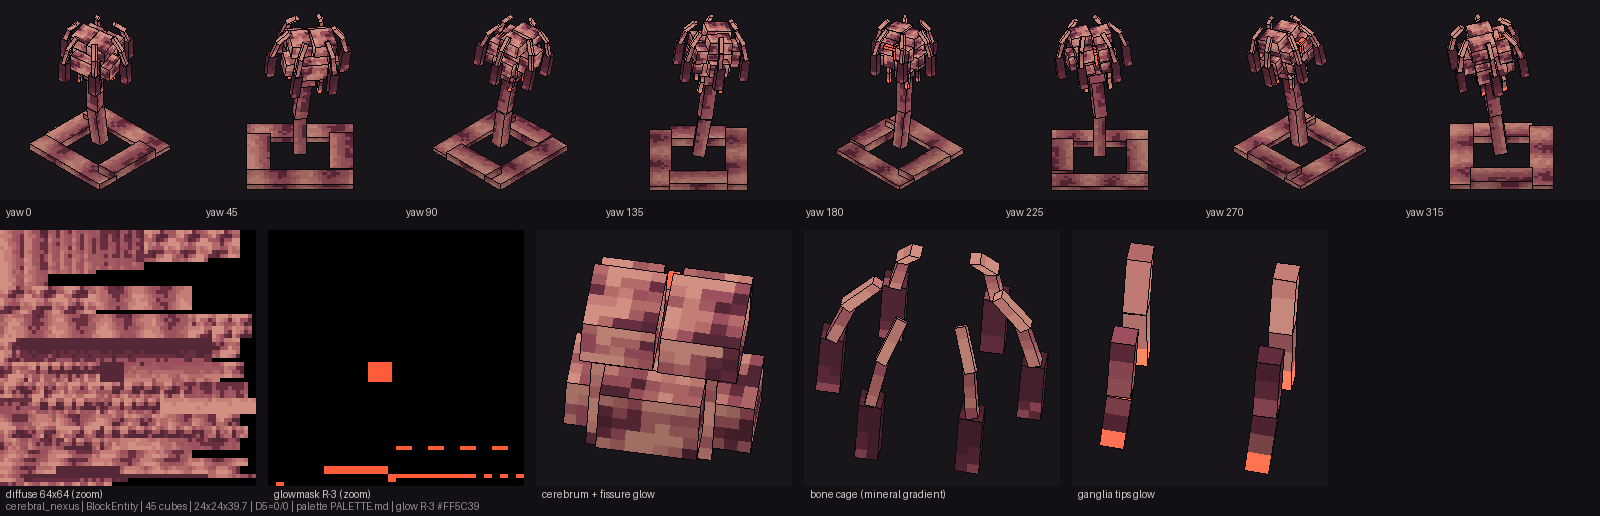 yaw 0
yaw 45
yaw 90
yaw 135
yaw 180
yaw 225
yaw 270
yaw 315
diffuse 64x64 (zoom)
glowmask R-3 (zoom)
cerebrum + fissure glow
bone cage (mineral gradient)
ganglia tips glow
cerebral_nexus | BlockEntity | 45 cubes | 24x24x39.7 | D5=0/0 | palette PALETTE.md | glow R-3 #FF5C39